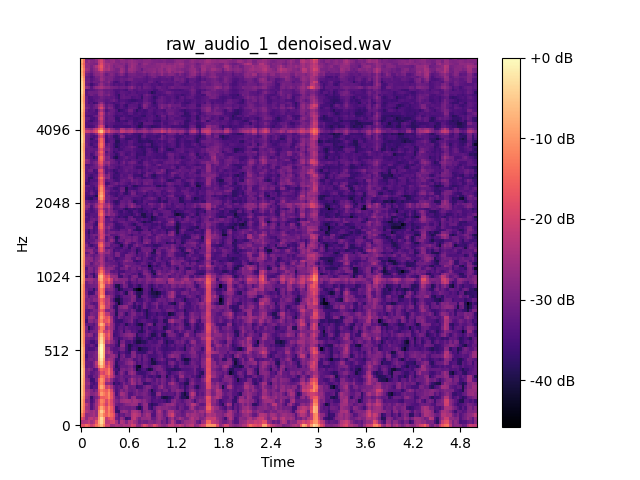 raw_audio_1_denoised.wav
+0 dB
4096
-10 dB
2048
-20 dB
Hz
1024
-30 dB
512
-40 dB
0
0 0.6 1.2 1.8 2.4 3 3.6 4.2 4.8
Time